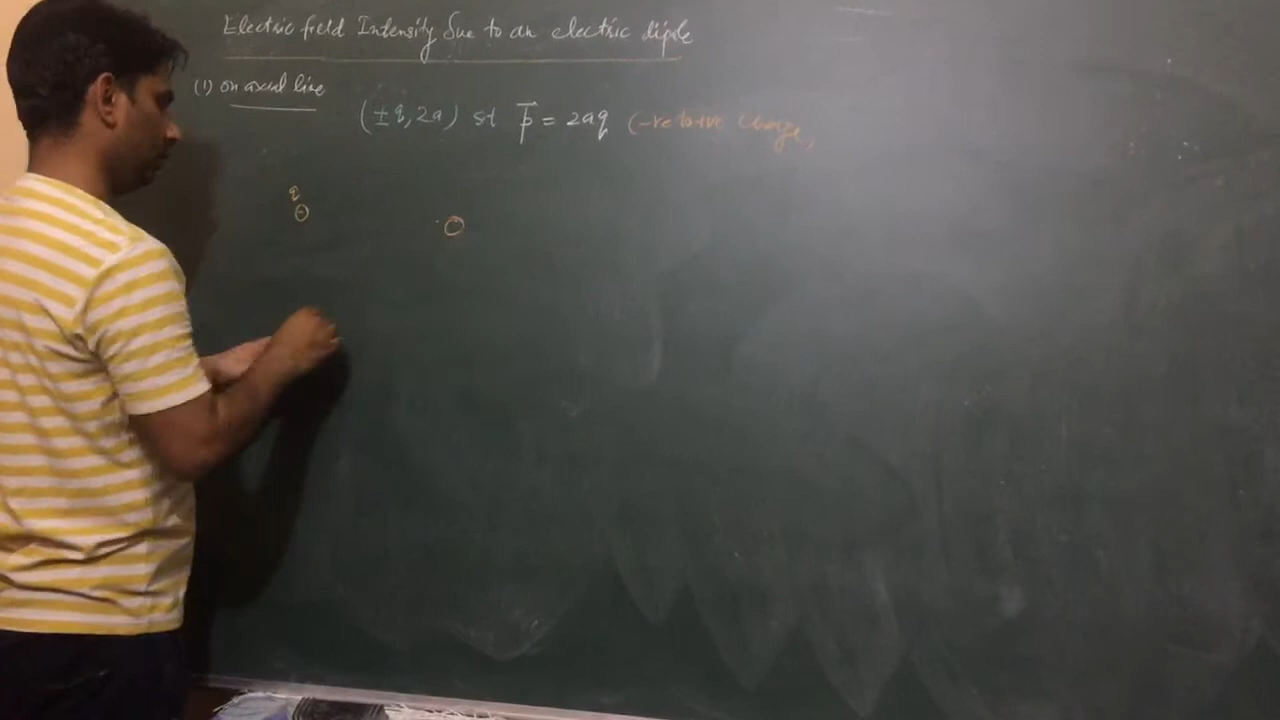 Electric field Intensity due to an electric dipole
(1) on axial line
(±q, 2a) st p⃗ = 2aq (-ve to +ve charge)
q
⊖